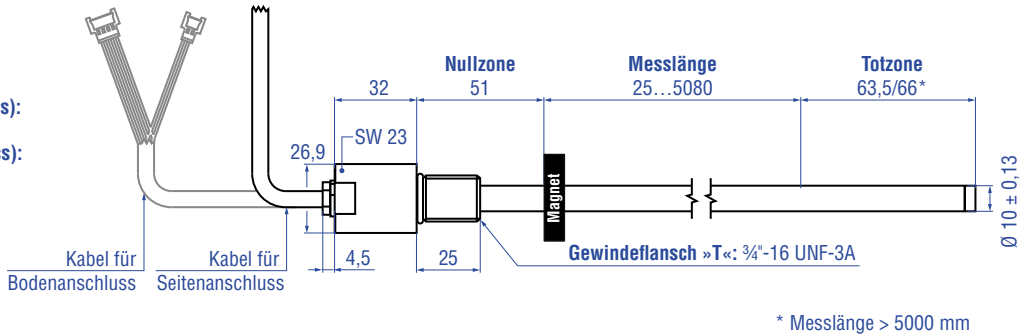 Nullzone
Messlänge
Totzone
32
51
25…5080
63,5/66*
s):
SW 23
s):
26,9
Magnet
Ø 10 ± 0,13
Kabel für
Bodenanschluss
Kabel für
Seitenanschluss
4,5
25
Gewindeflansch »T«: ¾"-16 UNF-3A
* Messlänge > 5000 mm